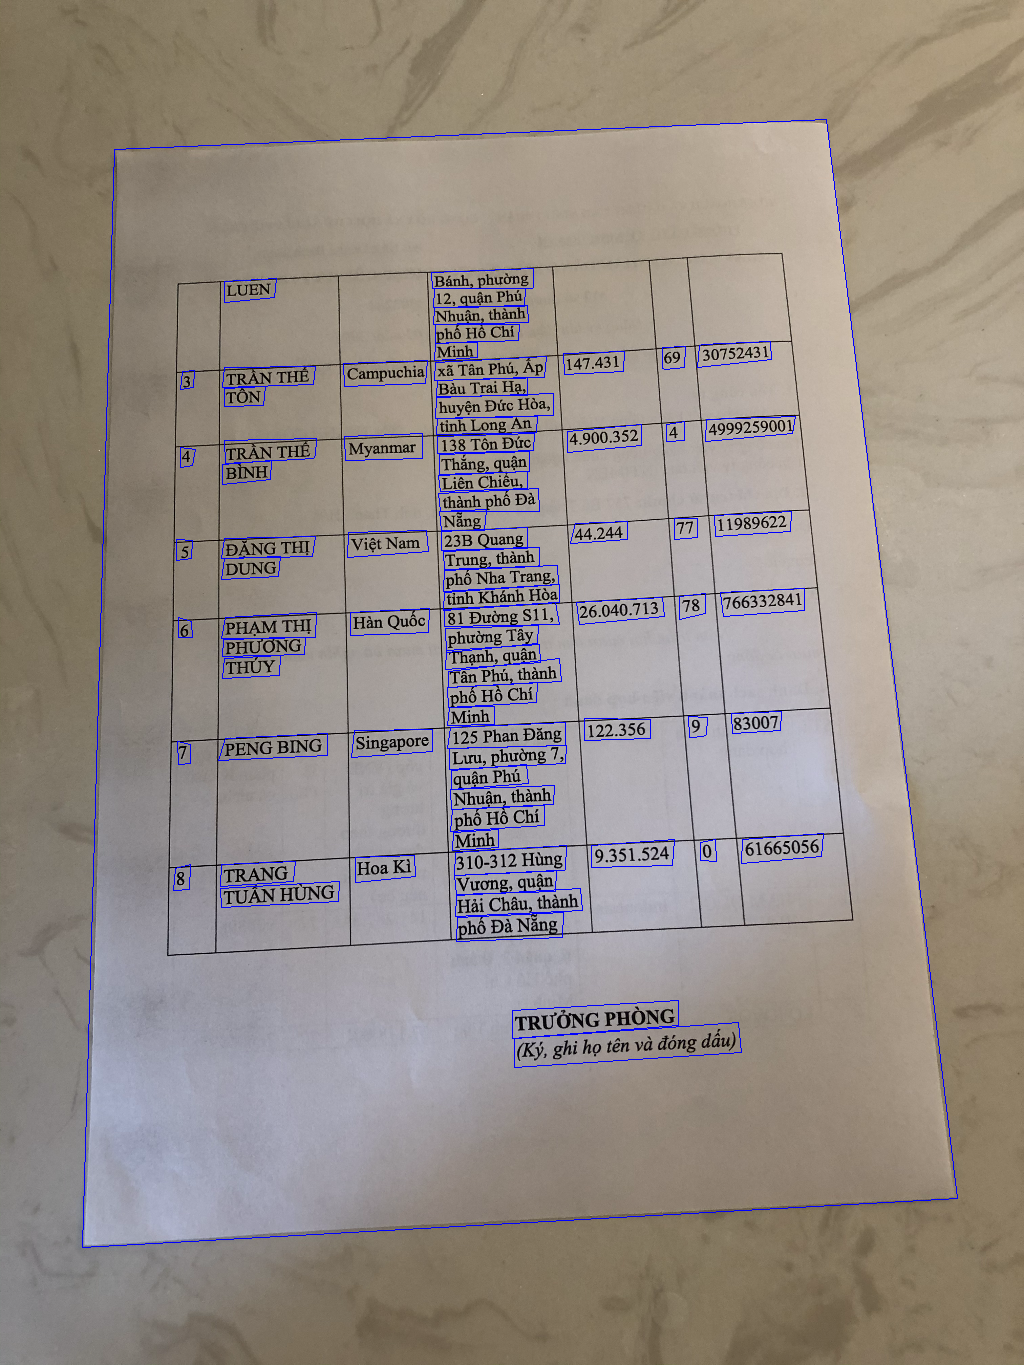 LUEN
Bánh, phường
12, quận Phú
Nhuận, thành
phố Hồ Chí
Minh
3
TRẦN THẾ
TÔN
Campuchia
xã Tân Phú, Ấp
Bàu Trai Hạ,
huyện Đức Hòa,
tỉnh Long An
147.431
69
30752431
4
TRẦN THẾ
BÌNH
Myanmar
138 Tôn Đức
Thắng, quận
Liên Chiểu,
thành phố Đà
Nẵng
4.900.352
4
4999259001
5
ĐẶNG THỊ
DUNG
Việt Nam
23B Quang
Trung, thành
phố Nha Trang,
tỉnh Khánh Hòa
44.244
77
11989622
6
PHẠM THỊ
PHƯƠNG
THÚY
Hàn Quốc
81 Đường S11,
phường Tây
Thạnh, quận
Tân Phú, thành
phố Hồ Chí
Minh
26.040.713
78
766332841
7
PENG BING
Singapore
125 Phan Đăng
Lưu, phường 7,
quận Phú
Nhuận, thành
phố Hồ Chí
Minh
122.356
9
83007
8
TRANG
TUẤN HÙNG
Hoa Kì
310-312 Hùng
Vương, quận
Hải Châu, thành
phố Đà Nẵng
9.351.524
0
61665056
TRƯỞNG PHÒNG
(Ký, ghi họ tên và đóng dấu)